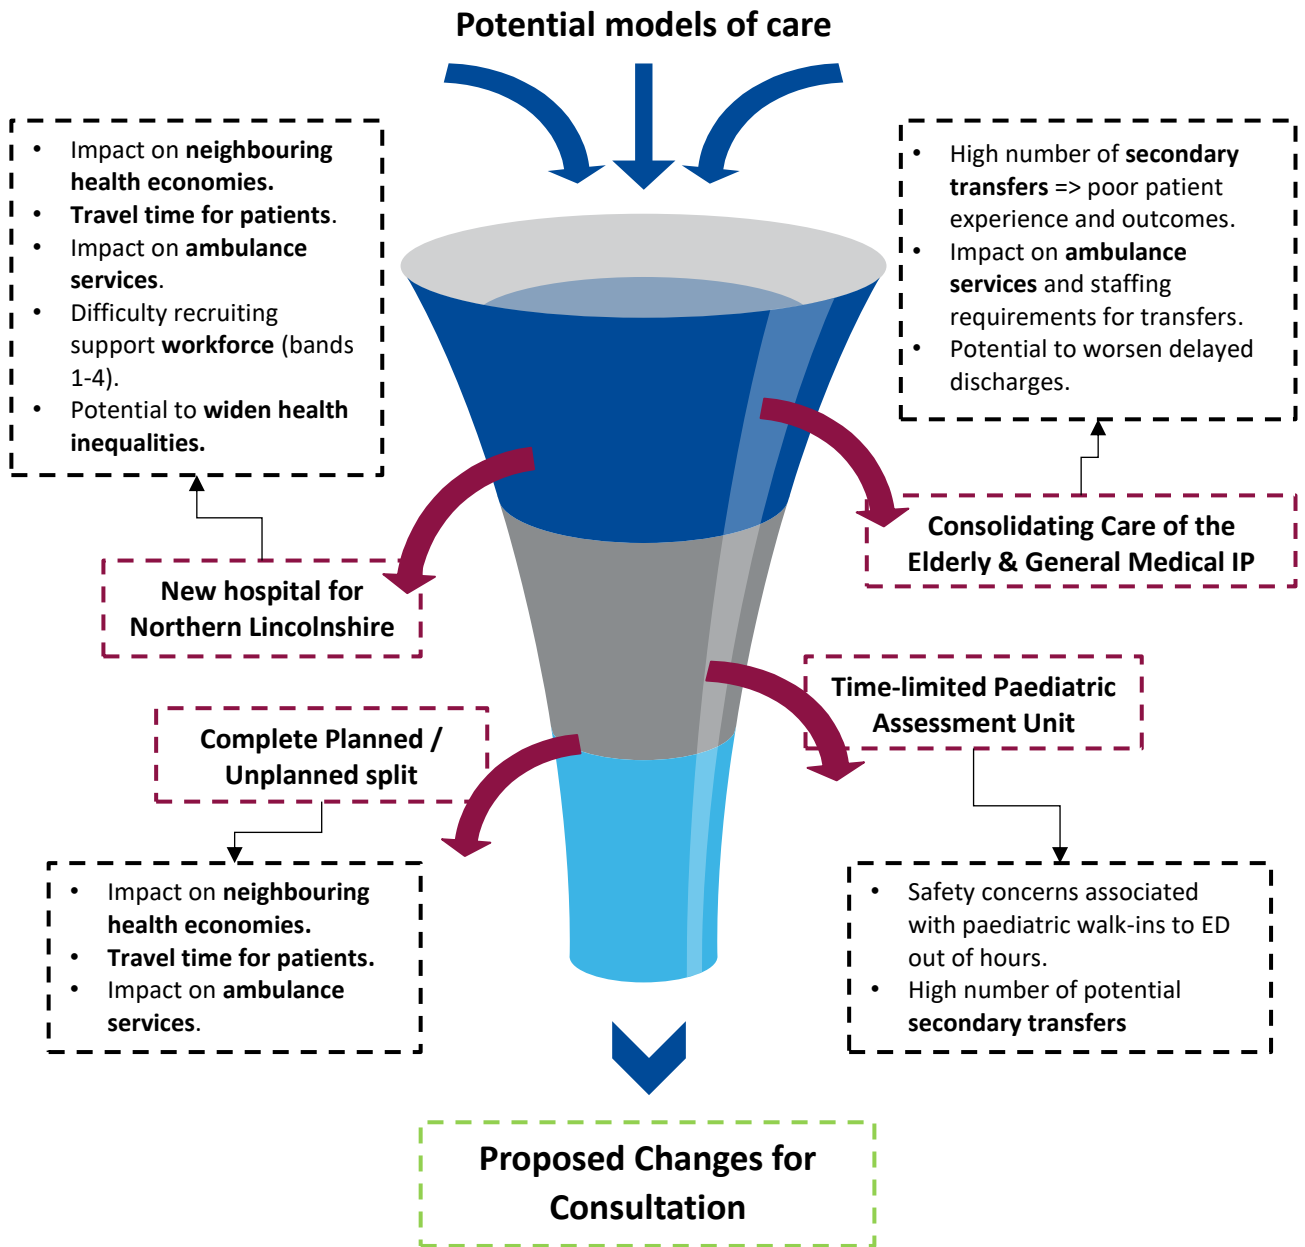 Potential models of care
• Impact on neighbouring
health economies.
• Travel time for patients.
• Impact on ambulance
services.
• Difficulty recruiting
support workforce (bands
1-4).
• Potential to widen health
inequalities.
• High number of secondary
transfers => poor patient
experience and outcomes.
• Impact on ambulance
services and staffing
requirements for transfers.
• Potential to worsen delayed
discharges.
New hospital for
Northern Lincolnshire
Consolidating Care of the
Elderly & General Medical IP
Complete Planned /
Unplanned split
Time-limited Paediatric
Assessment Unit
• Impact on neighbouring
health economies.
• Travel time for patients.
• Impact on ambulance
services.
• Safety concerns associated
with paediatric walk-ins to ED
out of hours.
• High number of potential
secondary transfers
Proposed Changes for
Consultation